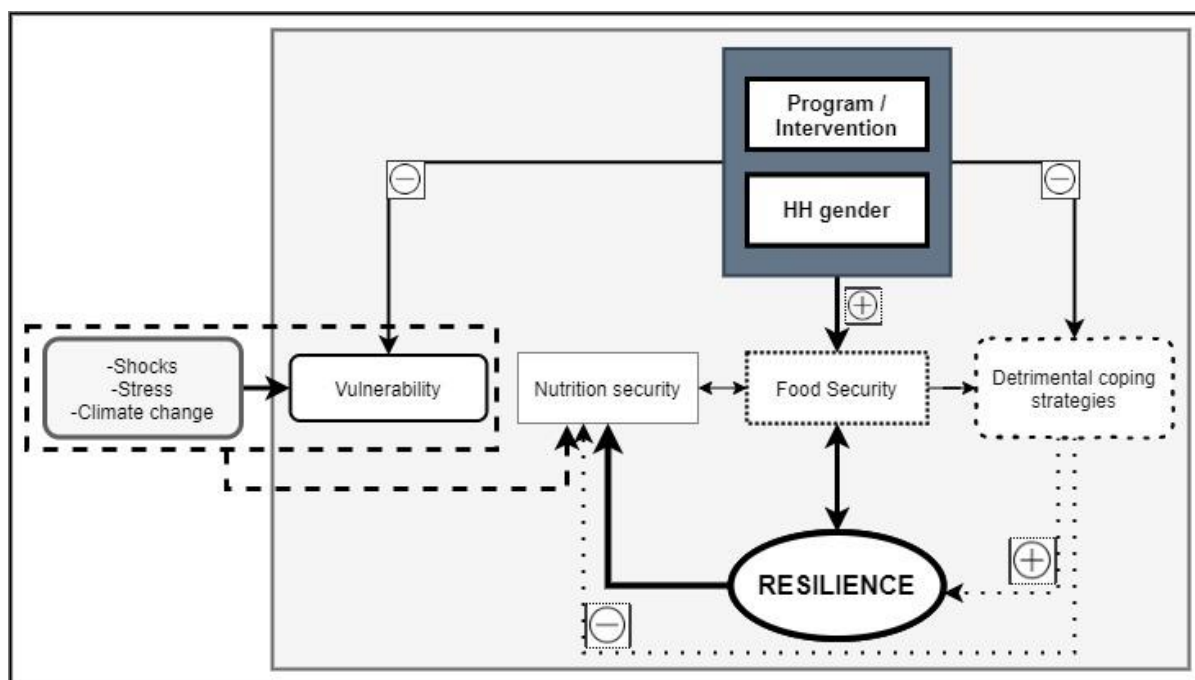 Program /
Intervention
HH gender
-Shocks
-Stress
-Climate change
Vulnerability
Nutrition security
Food Security
Detrimental coping
strategies
RESILIENCE